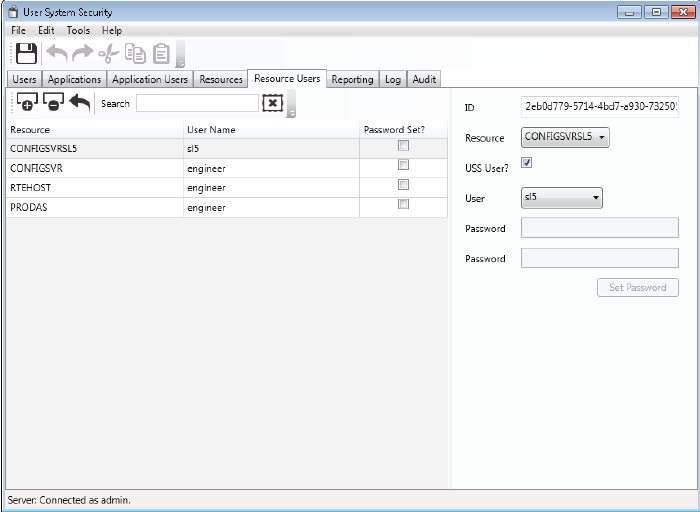 User System Security
File Edit Tools Help
Users Applications Application Users Resources Resource Users Reporting Log Audit
Search
Resource User Name Password Set?
CONFIGSVRSL5 sl5
CONFIGSVR engineer
RTEHOST engineer
PRODAS engineer
ID 2eb0d779-5714-4bd7-a930-73250
Resource CONFIGSVRSL5
USS User?
User sl5
Password
Password
Set Password
Server: Connected as admin.